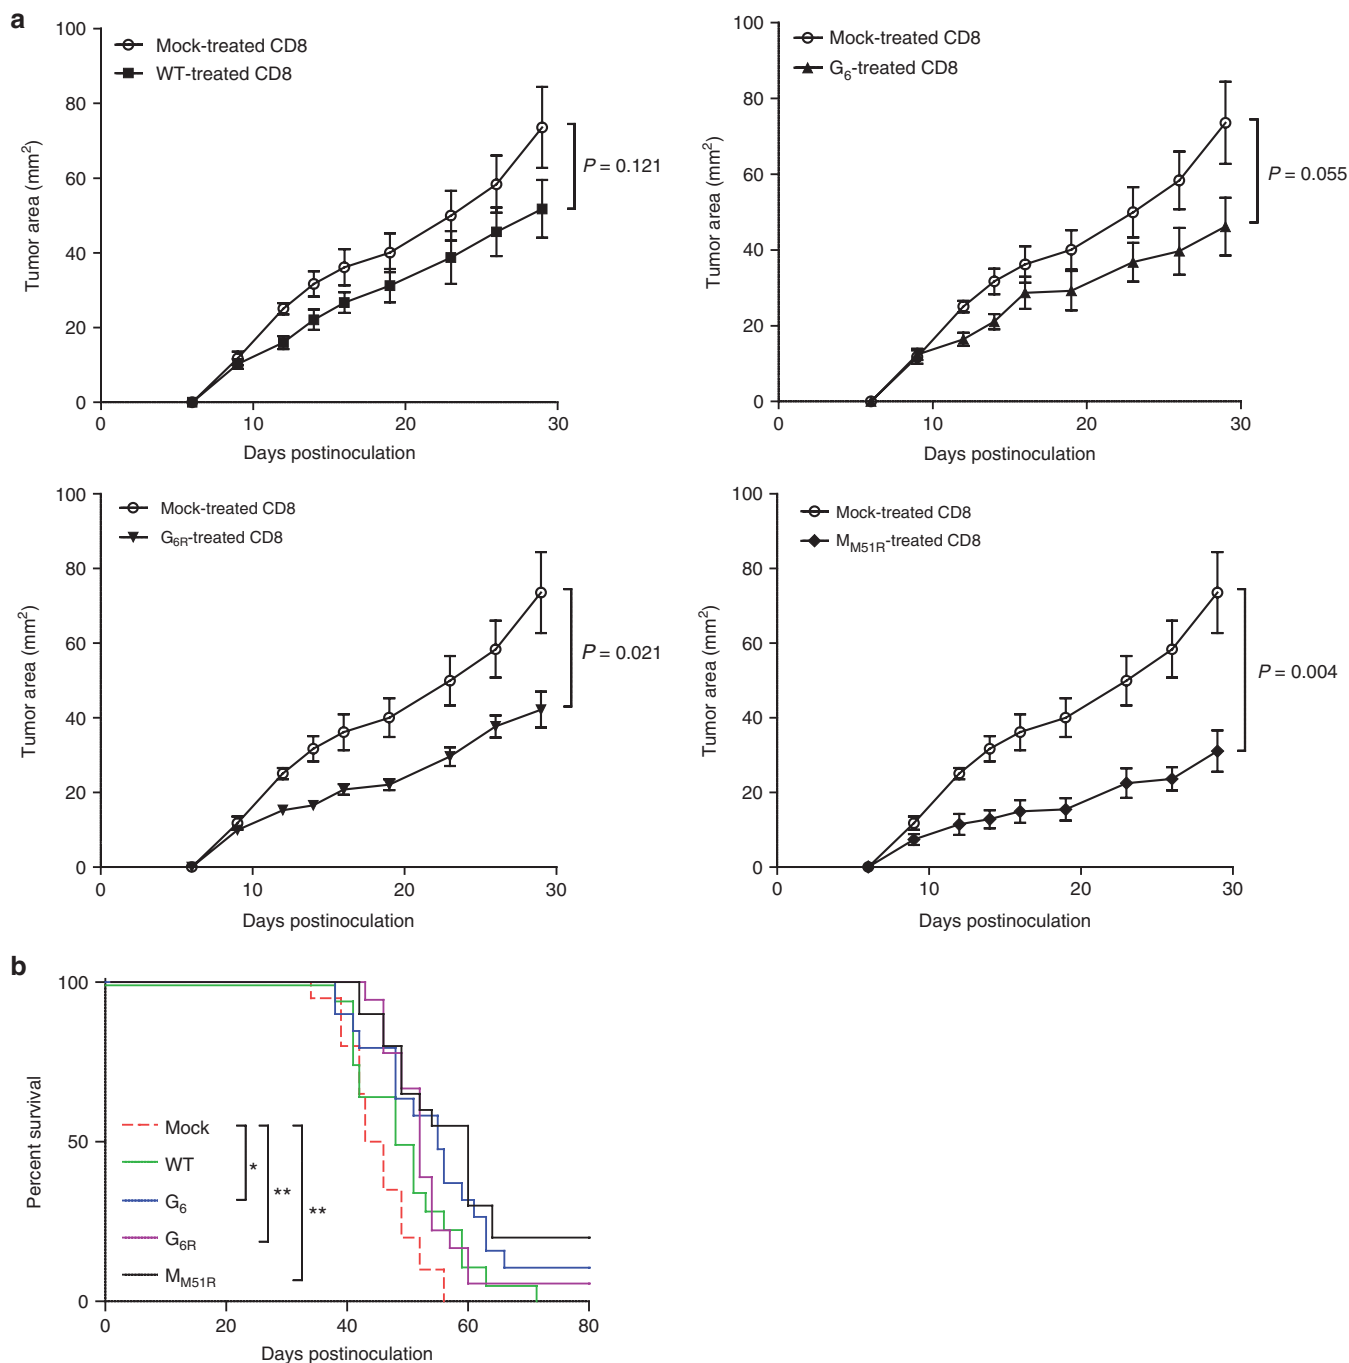 a
Mock-treated CD8
WT-treated CD8
100
80
60
40
20
0
Tumor area (mm²)
P = 0.121
0
10
20
30
Days postinoculation
Mock-treated CD8
G₆-treated CD8
100
80
60
40
20
0
Tumor area (mm²)
P = 0.055
0
10
20
30
Days postinoculation
Mock-treated CD8
G₆R-treated CD8
100
80
60
40
20
0
Tumor area (mm²)
P = 0.021
0
10
20
30
Days postinoculation
Mock-treated CD8
MM51R-treated CD8
100
80
60
40
20
0
Tumor area (mm²)
P = 0.004
0
10
20
30
Days postinoculation
b
100
50
0
Percent survival
Mock
WT
G₆
G₆R
MM51R
*
**
**
0
20
40
60
80
Days postinoculation